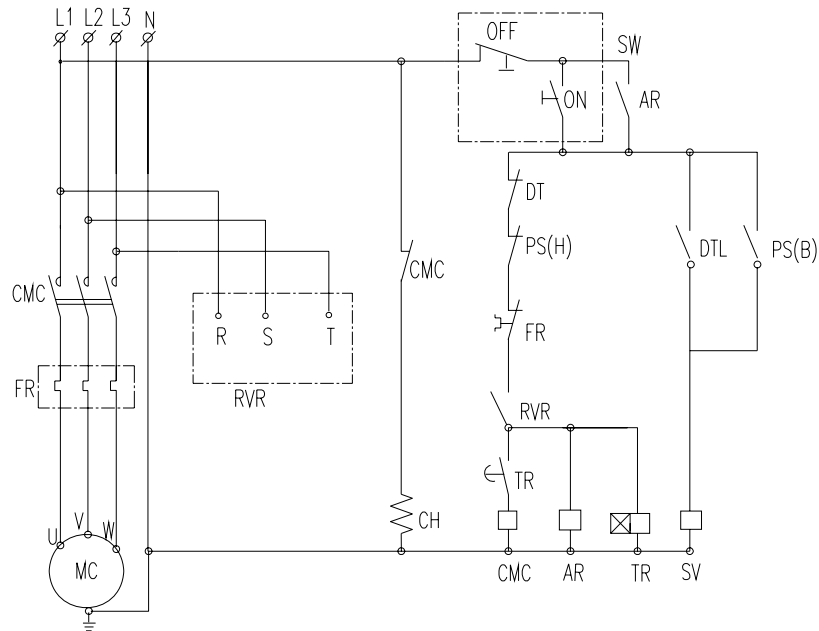 L1 L2 L3 N
OFF
SW
ON
AR
DT
PS(H)
DTL
PS(B)
CMC
CMC
R S T
FR
FR
RVR
RVR
TR
CH
U V W
MC
CMC AR TR SV